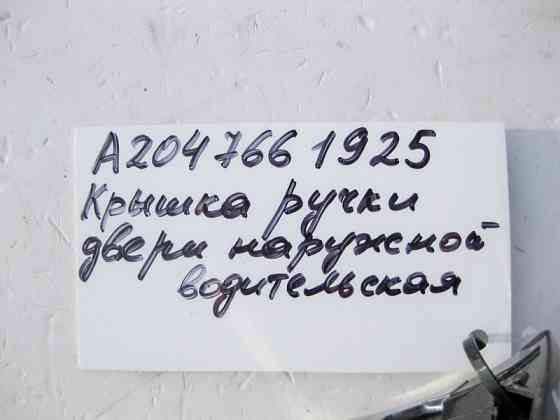 A204 766 1925
Крышка ручки
двери наружной
водительская